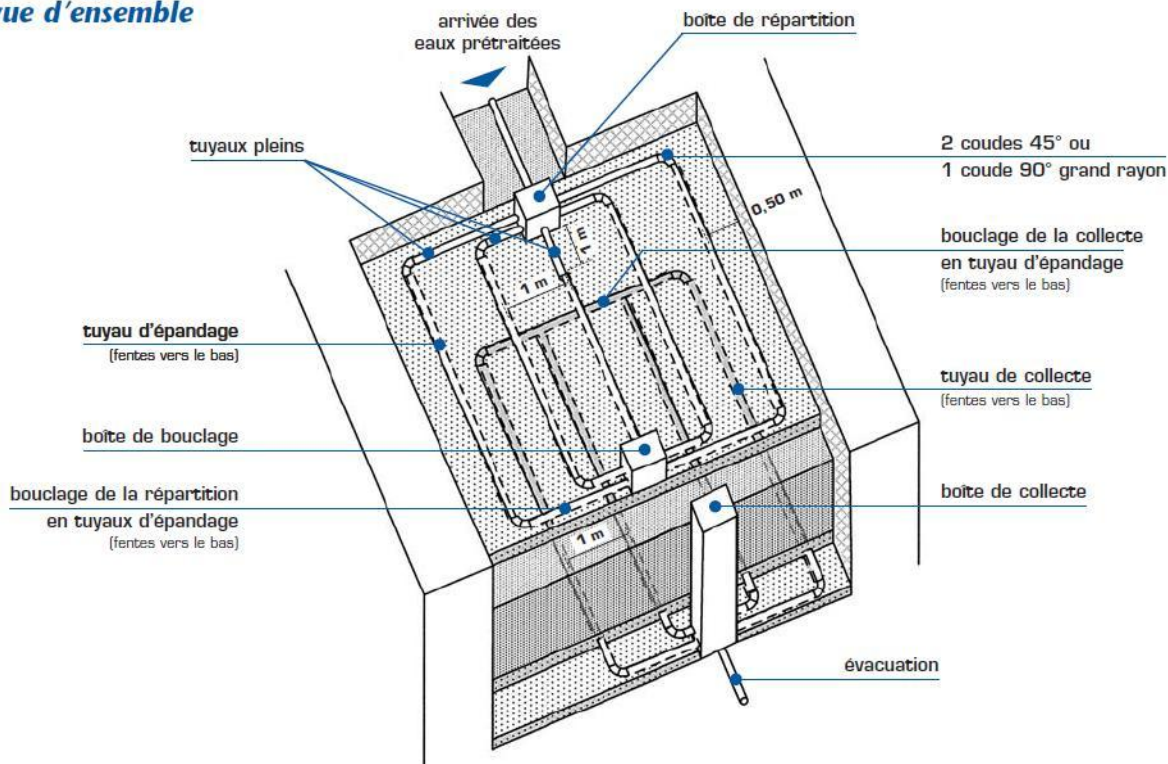 vue d'ensemble
arrivée des
eaux prétraitées
boîte de répartition
tuyaux pleins
2 coudes 45° ou
1 coude 90° grand rayon
0,50 m
1 m
1 m
bouclage de la collecte
en tuyau d'épandage
(fentes vers le bas)
tuyau d'épandage
(fentes vers le bas)
tuyau de collecte
(fentes vers le bas)
boîte de bouclage
boîte de collecte
bouclage de la répartition
en tuyaux d'épandage
(fentes vers le bas)
1 m
évacuation